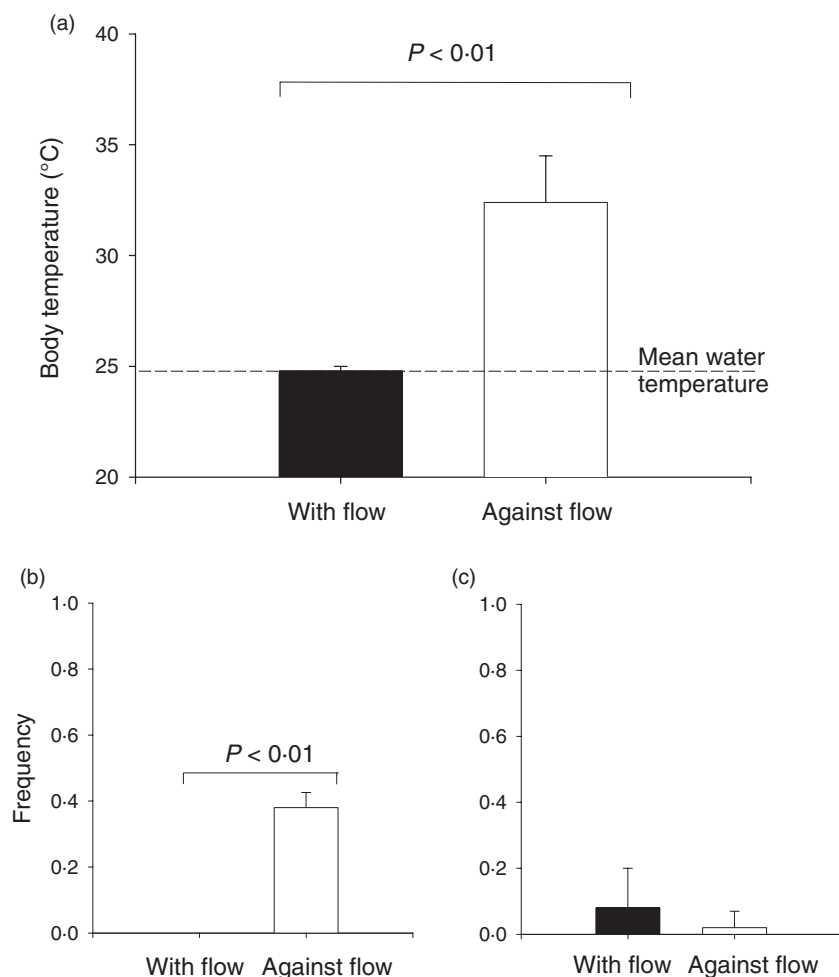 (a)
P < 0·01
40
35
30
25
20
Body temperature (°C)
Mean water
temperature
With flow
Against flow
(b)
1·0
0·8
0·6
0·4
0·2
0·0
Frequency
P < 0·01
With flow
Against flow
(c)
1·0
0·8
0·6
0·4
0·2
0·0
With flow
Against flow